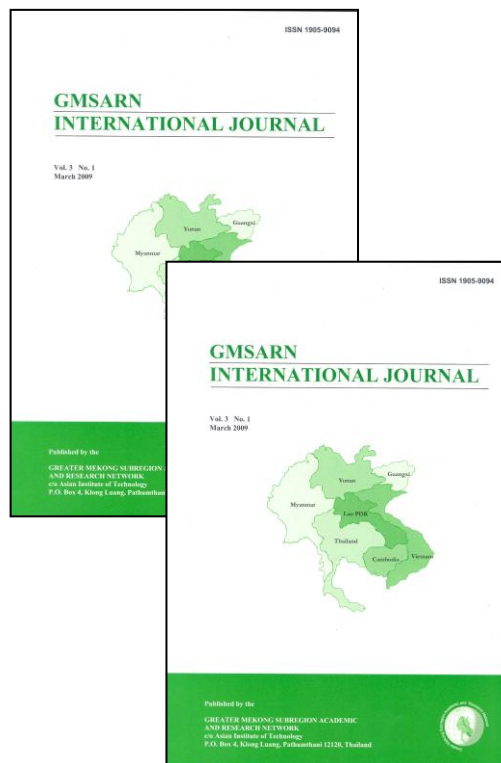 ISSN 1905-9094
GMSARN
INTERNATIONAL JOURNAL
Vol. 3 No. 1
March 2009
Yunan
Guangsi
Myanmar
Published by the
GREATER MEKONG SUBREGION
AND RESEARCH NETWORK
c/o Asian Institute of Technology
P.O. Box 4, Klong Luang, Pathumthan
ISSN 1905-9094
GMSARN
INTERNATIONAL JOURNAL
Vol. 3 No. 1
March 2009
Yunan
Guangsi
Myanmar
Lao PDR
Thailand
Cambodia
Vietnam
Published by the
GREATER MEKONG SUBREGION ACADEMIC
AND RESEARCH NETWORK
c/o Asian Institute of Technology
P.O. Box 4, Klong Luang, Pathumthani 12120, Thailand